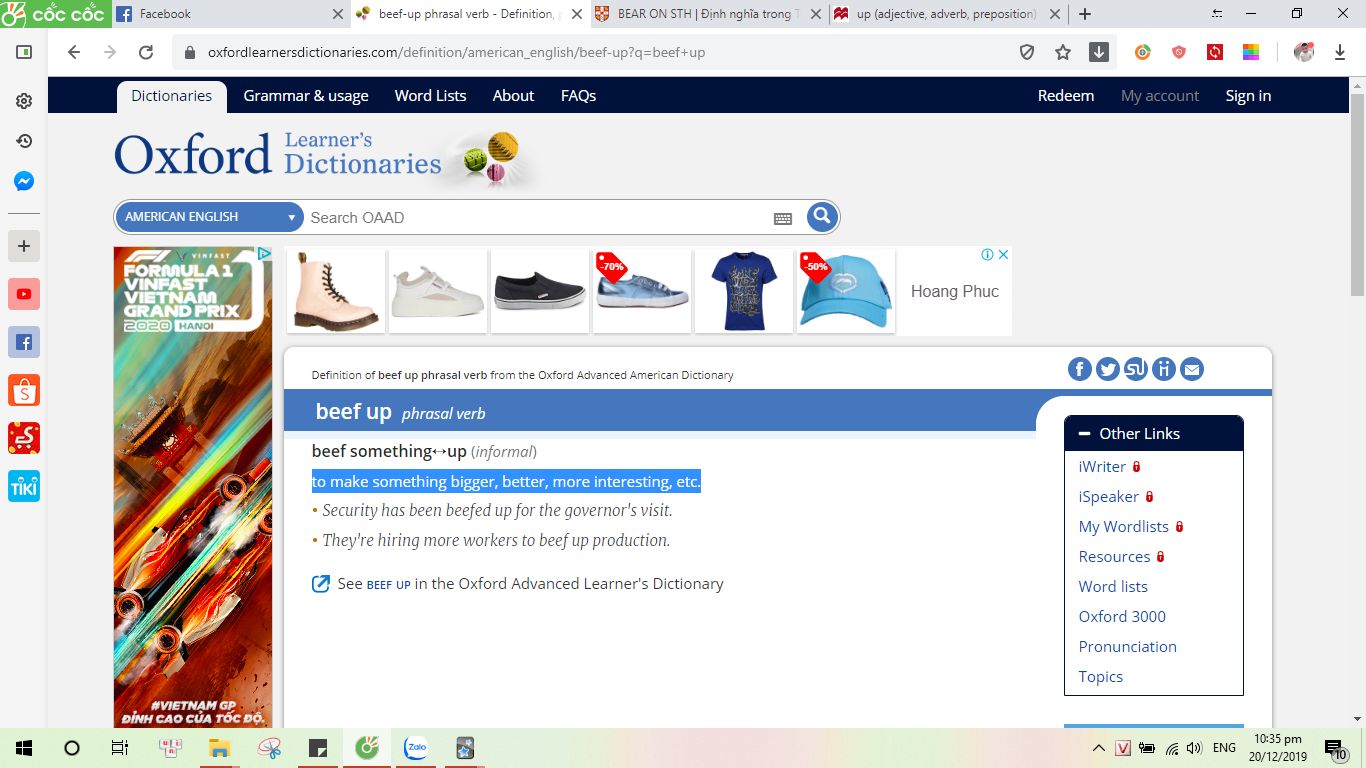 cốc cốc
Facebook
beef-up phrasal verb - Definition,
BEAR ON STH | Định nghĩa trong T
up (adjective, adverb, preposition)
oxfordlearnersdictionaries.com/definition/american_english/beef-up?q=beef+up
Dictionaries
Grammar & usage
Word Lists
About
FAQs
Redeem
My account
Sign in
Oxford Learner's Dictionaries
AMERICAN ENGLISH
Search OAAD
VINFAST
FORMULA 1
VINFAST
VIETNAM
GRAND PRIX
2020 HANOI
-70%
-50%
Hoang Phuc
Definition of beef up phrasal verb from the Oxford Advanced American Dictionary
beef up phrasal verb
beef something↔up (informal)
to make something bigger, better, more interesting, etc.
• Security has been beefed up for the governor's visit.
• They're hiring more workers to beef up production.
See BEEF UP in the Oxford Advanced Learner's Dictionary
Other Links
iWriter
iSpeaker
My Wordlists
Resources
Word lists
Oxford 3000
Pronunciation
Topics
TIKI
#VIETNAM GP
ĐỈNH CAO CỦA TỐC ĐỘ.
Zalo
V
ENG
10:35 pm
20/12/2019
10